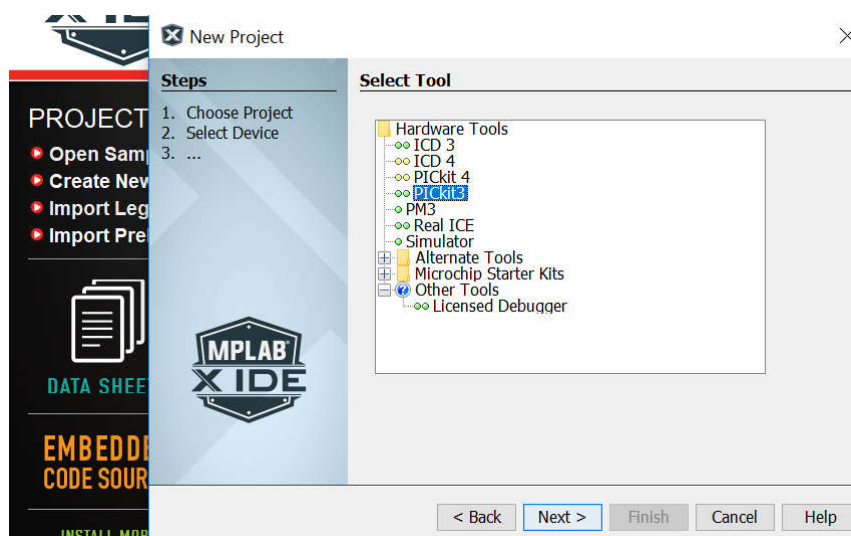 X IDE
New Project
PROJECT
Open Sam
Create New
Import Leg
Import Pre
DATA SHEE
EMBEDDE
CODE SOUR
Steps
1. Choose Project
2. Select Device
3. ...
MPLAB
X IDE
Select Tool
Hardware Tools
ICD 3
ICD 4
PICkit 4
PICkit3
PM3
Real ICE
Simulator
Alternate Tools
Microchip Starter Kits
Other Tools
Licensed Debugger
< Back Next > Finish Cancel Help